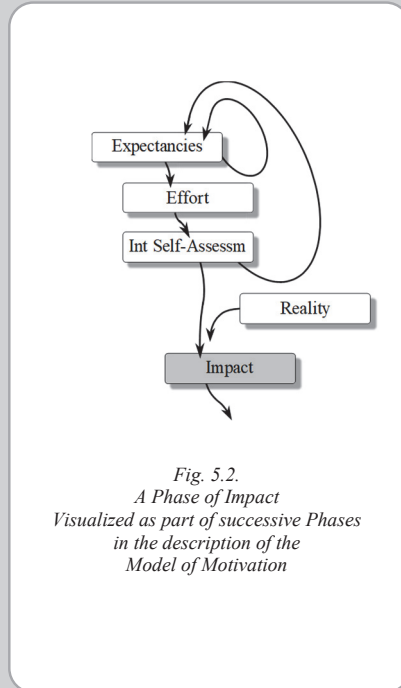 Expectancies
Effort
Int Self-Assessm
Reality
Impact
Fig. 5.2.
A Phase of Impact
Visualized as part of successive Phases
in the description of the
Model of Motivation